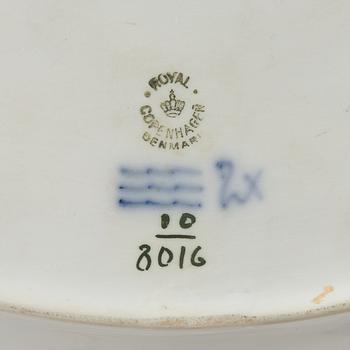 ROYAL
COPENHAGEN
DENMARK
2x
10
8016